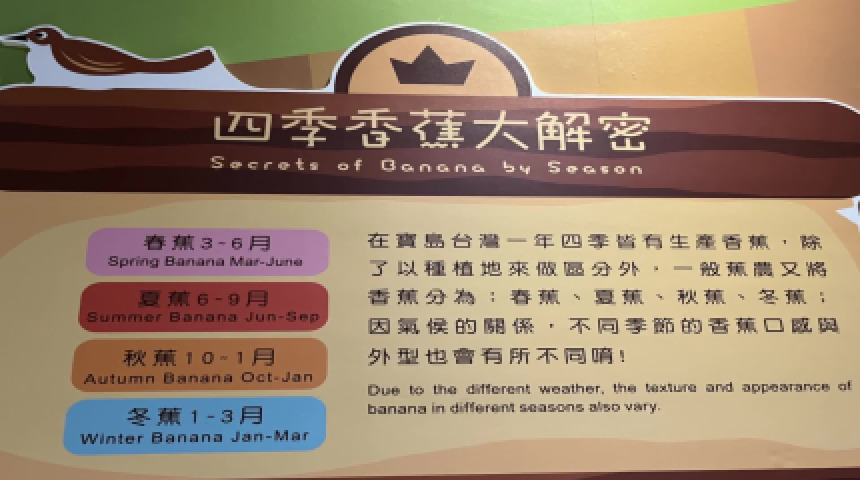 四季香蕉大解密
Secrets of Banana by Season
春蕉3-6月
Spring Banana Mar-June
夏蕉6-9月
Summer Banana Jun-Sep
秋蕉10-1月
Autumn Banana Oct-Jan
冬蕉1-3月
Winter Banana Jan-Mar
在寶島台灣一年四季皆有生產香蕉，除
了以種植地來做區分外，一般蕉農又將
香蕉分為：春蕉、夏蕉、秋蕉、冬蕉；
因氣候的關係，不同季節的香蕉口感與
外型也會有所不同唷!
Due to the different weather, the texture and appearance of
banana in different seasons also vary.